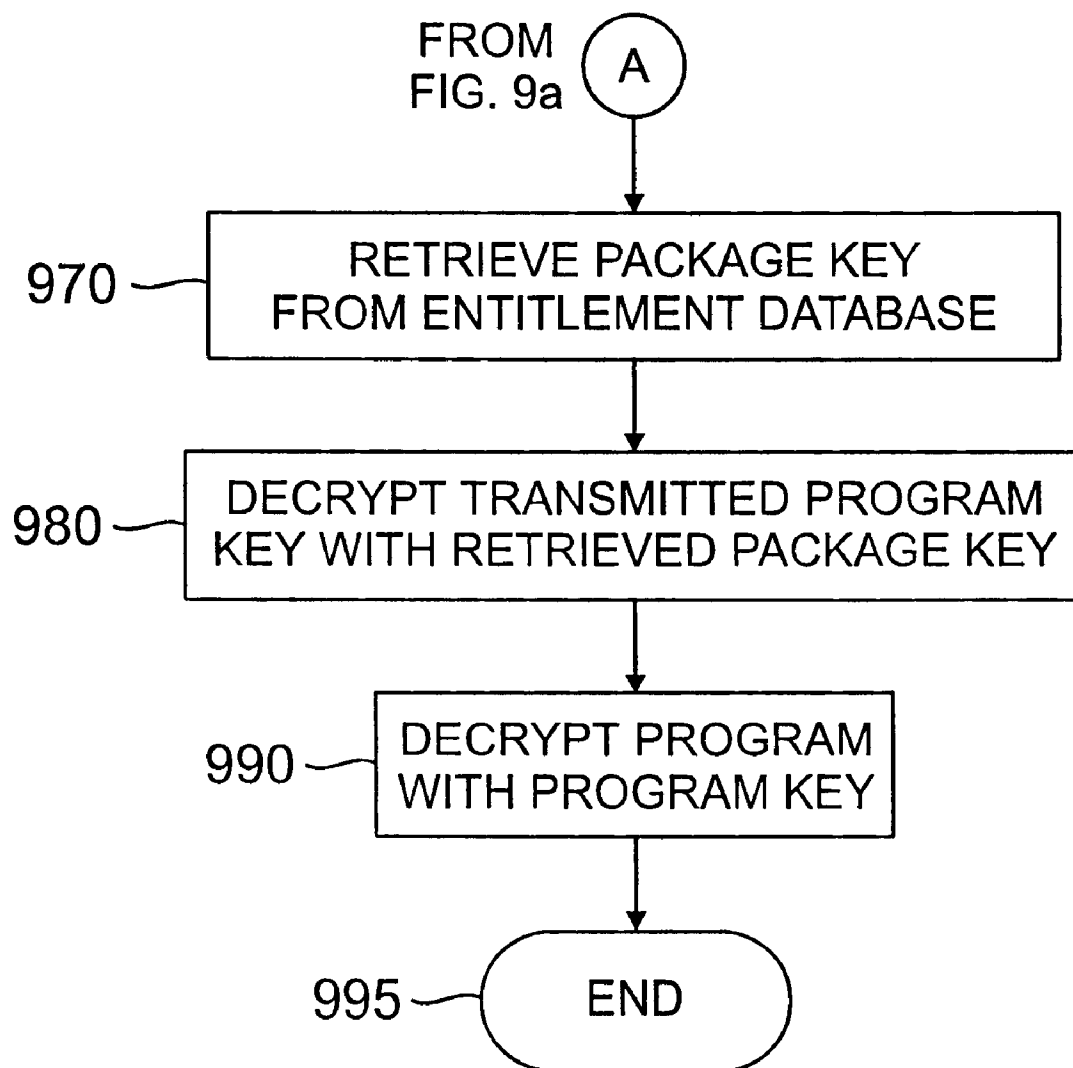 FROM
FIG. 9a
A
970
RETRIEVE PACKAGE KEY
FROM ENTITLEMENT DATABASE
980
DECRYPT TRANSMITTED PROGRAM
KEY WITH RETRIEVED PACKAGE KEY
990
DECRYPT PROGRAM
WITH PROGRAM KEY
995
END